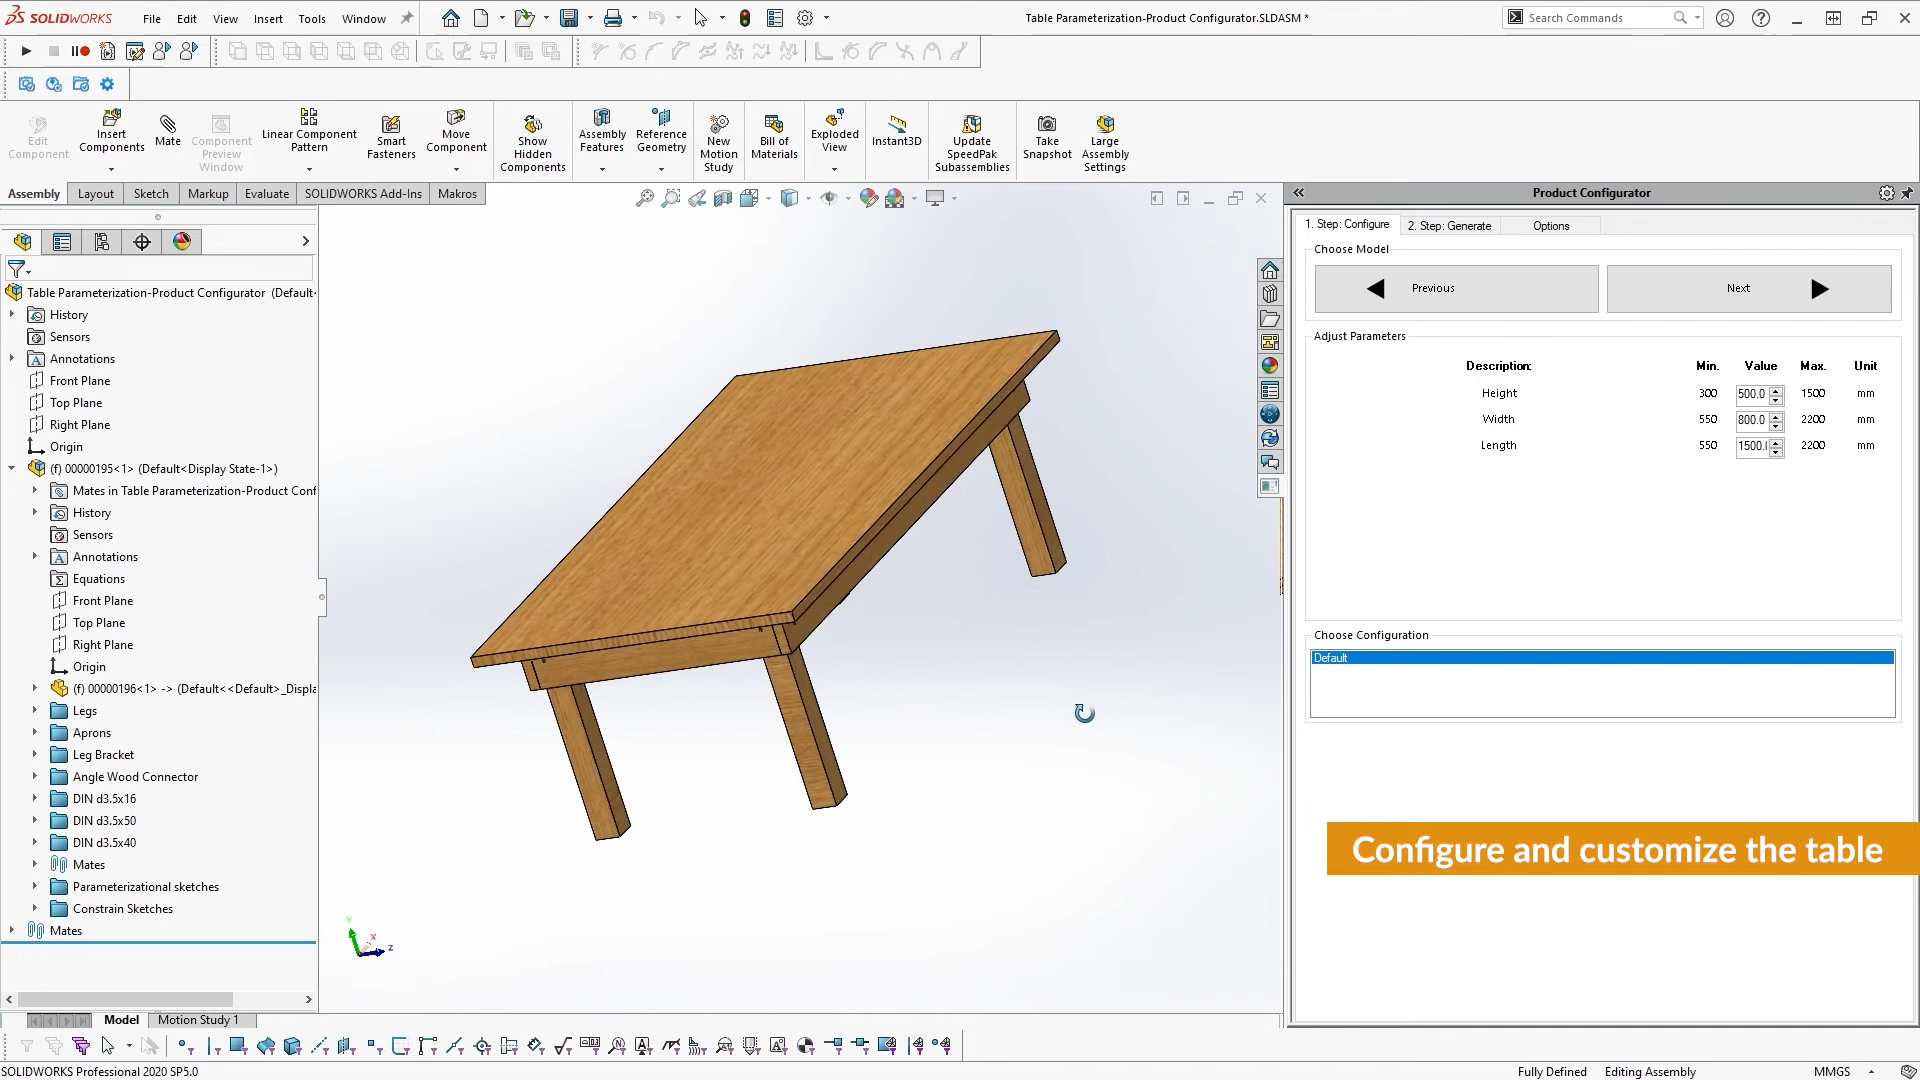 SOLIDWORKS
File Edit View Insert Tools Window
Table Parameterization-Product Configurator.SLDASM *
Search Commands
Edit Component
Insert Components
Mate
Component Preview Window
Linear Component Pattern
Smart Fasteners
Move Component
Show Hidden Components
Assembly Features
Reference Geometry
New Motion Study
Bill of Materials
Exploded View
Instant3D
Update SpeedPak Subassemblies
Take Snapshot
Large Assembly Settings
Assembly Layout Sketch Markup Evaluate SOLIDWORKS Add-Ins Makros
Table Parameterization-Product Configurator (Default
History
Sensors
Annotations
Front Plane
Top Plane
Right Plane
Origin
(f) 00000195<1> (Default<Display State-1>)
Mates in Table Parameterization-Product Conf
History
Sensors
Annotations
Equations
Front Plane
Top Plane
Right Plane
Origin
(f) 00000196<1> -> (Default<<Default>_Displa
Legs
Aprons
Leg Bracket
Angle Wood Connector
DIN d3.5x16
DIN d3.5x50
DIN d3.5x40
Mates
Parameterizational sketches
Constrain Sketches
Mates
Y
X
Z
Product Configurator
1. Step: Configure 2. Step: Generate Options
Choose Model
Previous Next
Adjust Parameters
Description: Min. Value Max. Unit
Height 300 500.0 1500 mm
Width 550 800.0 2200 mm
Length 550 1500.( 2200 mm
Choose Configuration
Default
Configure and customize the table
Model Motion Study 1
SOLIDWORKS Professional 2020 SP5.0
Fully Defined Editing Assembly MMGS